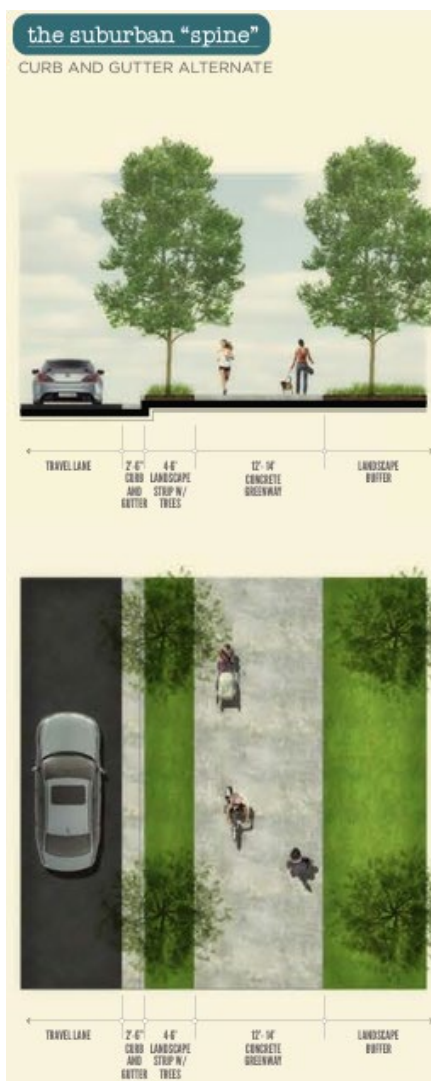 the suburban “spine”
CURB AND GUTTER ALTERNATE
TRAVEL LANE
2'-6"
CURB
AND
GUTTER
4-6'
LANDSCAPE
STRIP W/
TREES
12'- 14'
CONCRETE
GREENWAY
LANDSCAPE
BUFFER
TRAVEL LANE
2'-6"
CURB
AND
GUTTER
4-6'
LANDSCAPE
STRIP W/
TREES
12'- 14'
CONCRETE
GREENWAY
LANDSCAPE
BUFFER